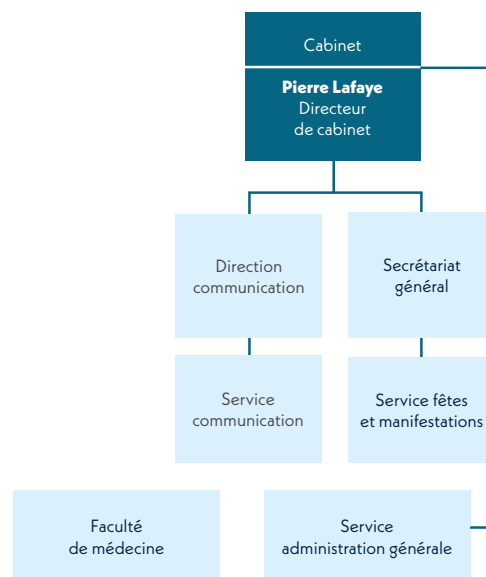 Cabinet
Pierre Lafaye
Directeur
de cabinet
Direction
communication
Secrétariat
général
Service
communication
Service fêtes
et manifestations
Faculté
de médecine
Service
administration générale